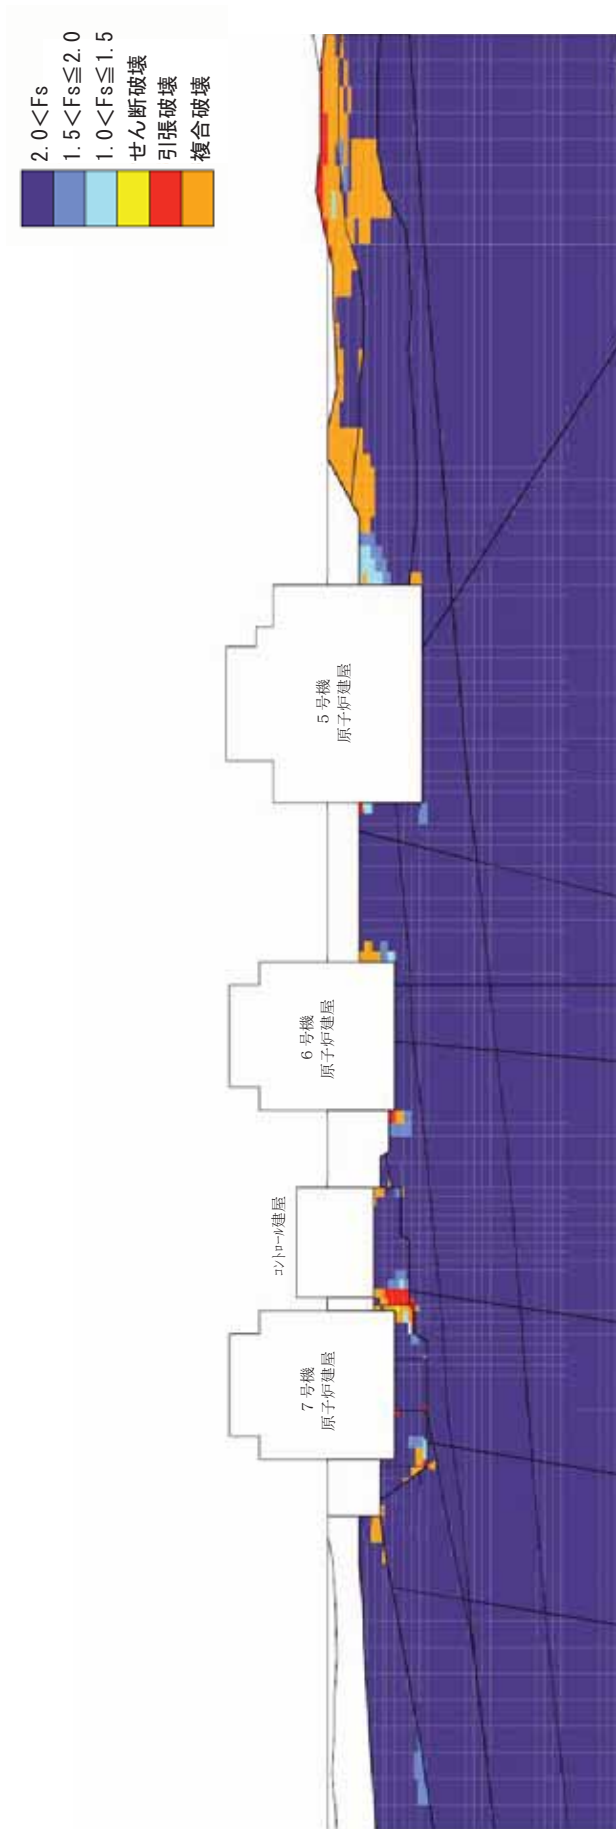 2.0<Fs
1.5<Fs≦2.0
1.0<Fs≦1.5
せん断破壊
引張破壊
複合破壊
7号機
原子炉建屋
コントロール建屋
6号機
原子炉建屋
5号機
原子炉建屋